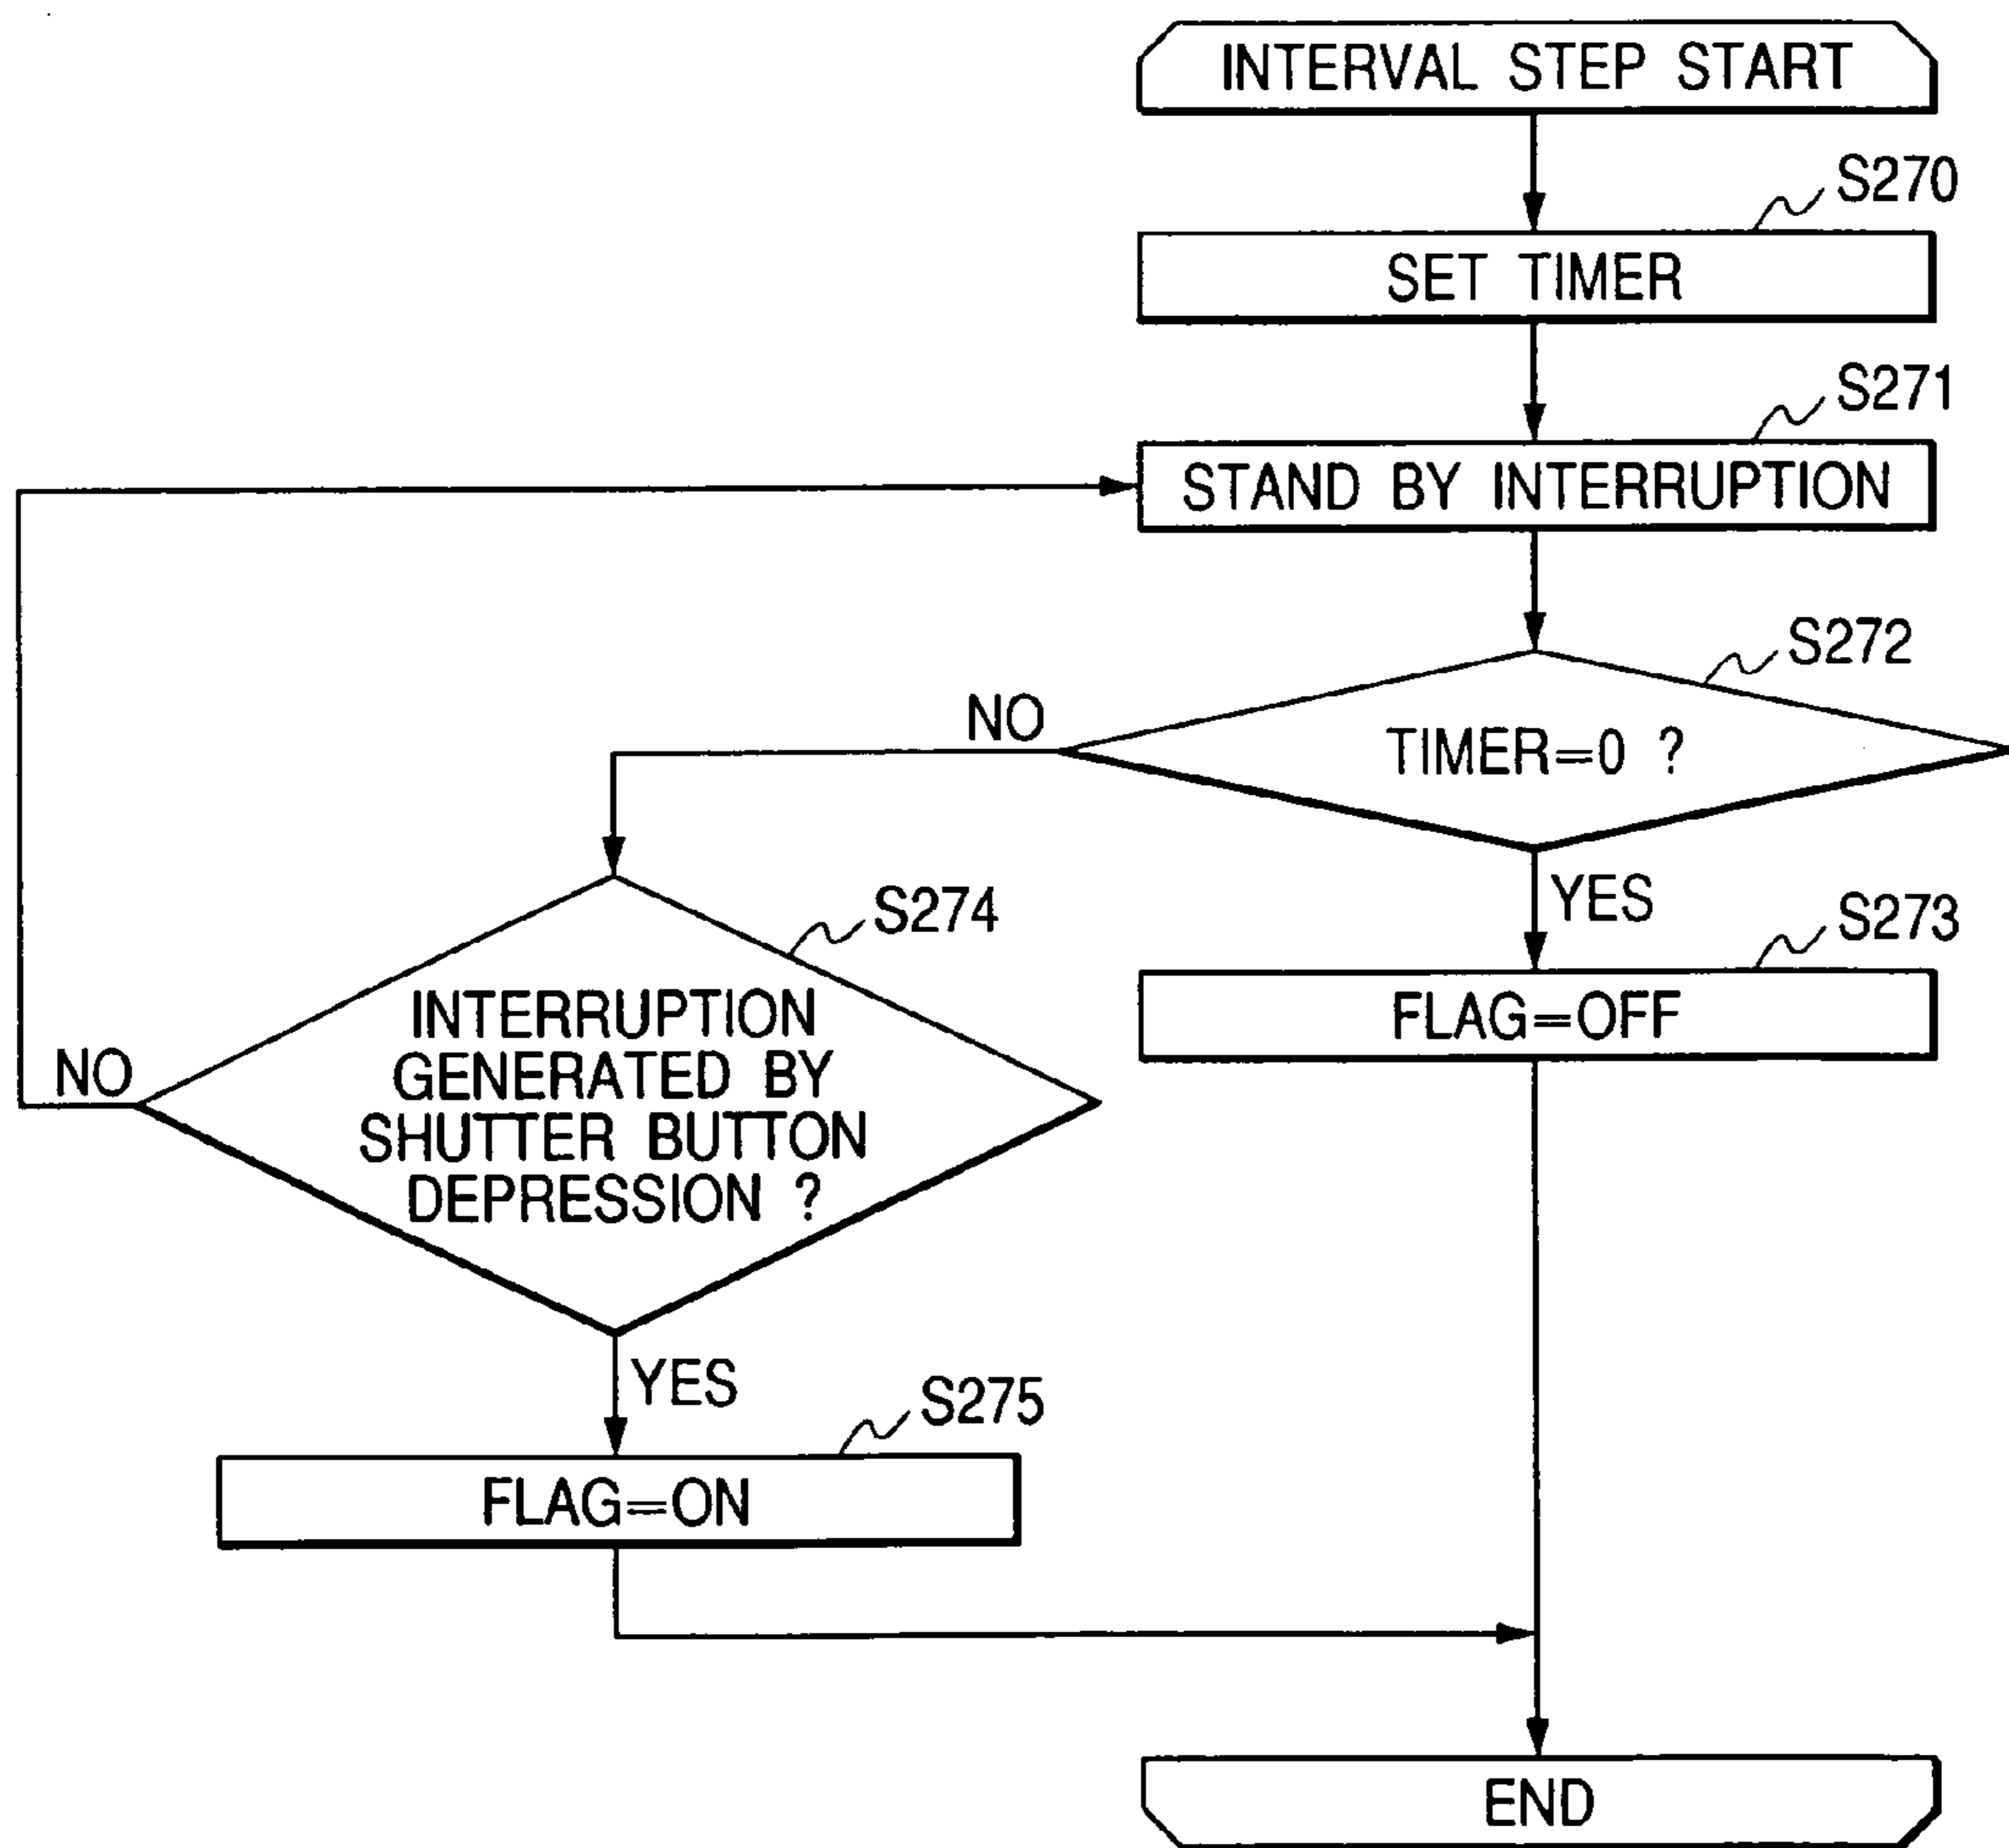 INTERVAL STEP START
S270
SET TIMER
S271
STAND BY INTERRUPTION
S272
NO
TIMER=0 ?
YES
S273
FLAG=OFF
S274
INTERRUPTION
GENERATED BY
SHUTTER BUTTON
DEPRESSION ?
NO
YES
S275
FLAG=ON
END